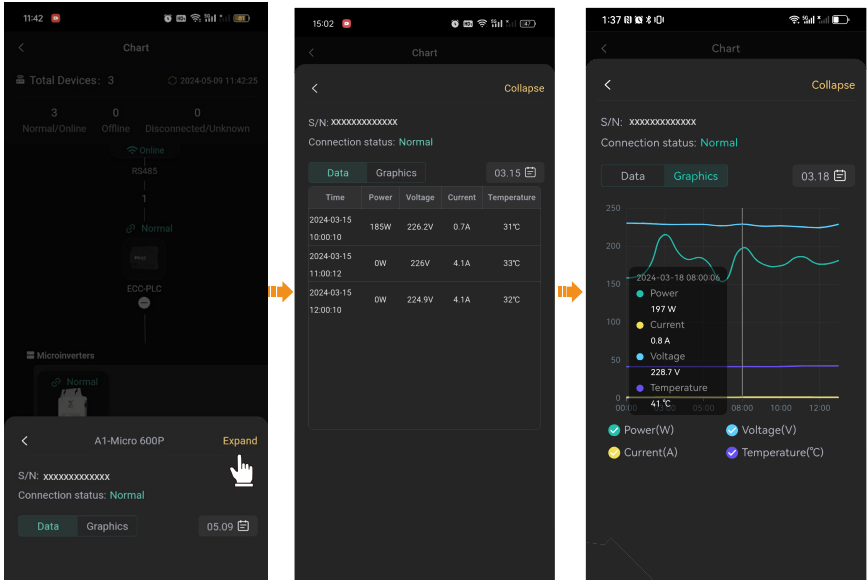 11:42
Chart
Total Devices: 3
2024-05-09 11:42:25
3
0
0
Normal/Online
Offline
Disconnected/Unknown
Online
RS485
1
Normal
ECC-PLC
Microinverters
Normal
A1-Micro 600P
Expand
S/N: xxxxxxxxxxxxx
Connection status: Normal
Data
Graphics
05.09
15:02
47
Chart
Collapse
S/N: XXXXXXXXXXXXX
Connection status: Normal
Data
Graphics
03.15
Time Power Voltage Current Temperature
2024-03-15
10:00:10
185W 226.2V 0.7A 31℃
2024-03-15
11:00:12
0W 226V 4.1A 33℃
2024-03-15
12:00:10
0W 224.9V 4.1A 32℃
1:37
Chart
Collapse
S/N: xxxxxxxxxxxxx
Connection status: Normal
Data
Graphics
03.18
250
200
150
100
50
0
2024-03-18 08:00:06
Power
197 W
Current
0.8 A
Voltage
228.7 V
Temperature
41 ℃
00:00
05:00
08:00
10:00
12:00
Power(W)
Voltage(V)
Current(A)
Temperature(℃)